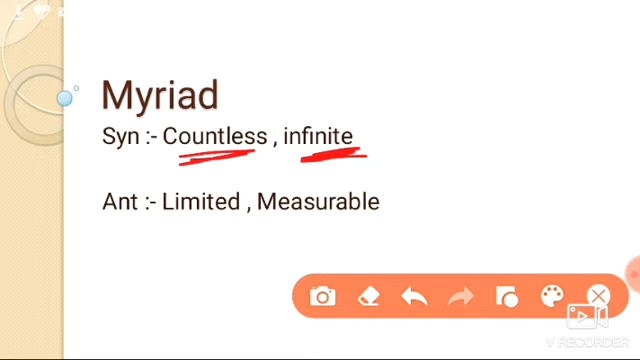 Myriad
Syn :- Countless , infinite
Ant :- Limited , Measurable
V RECORDER